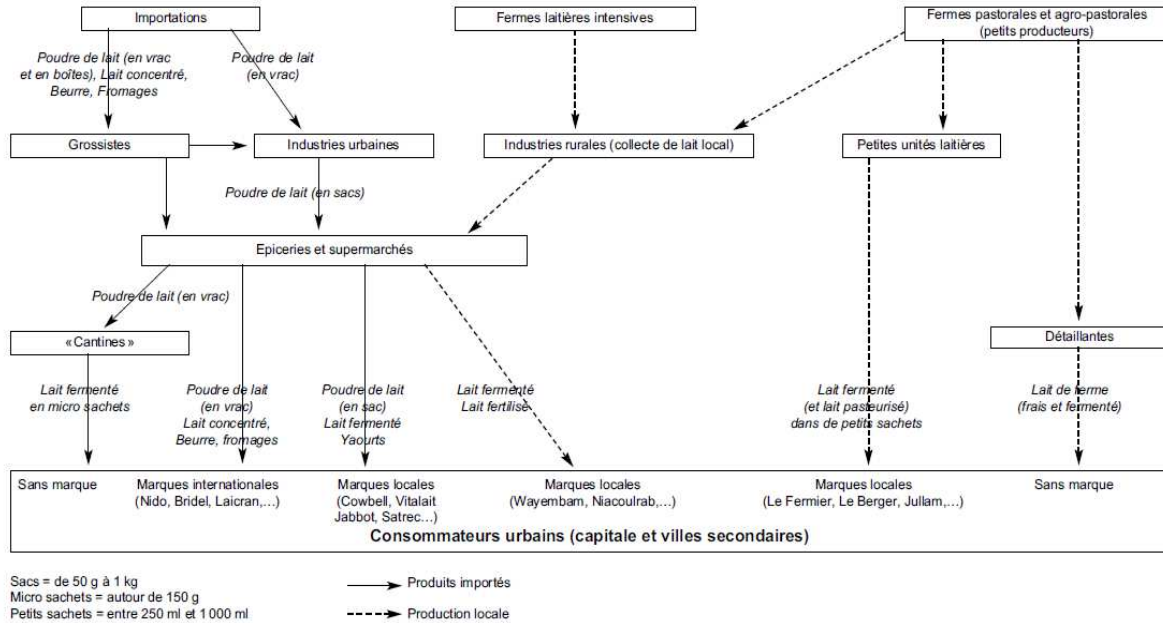 Importations
Fermes laitières intensives
Fermes pastorales et agro-pastorales
(petits producteurs)
Poudre de lait (en vrac
et en boîtes), Lait concentré,
Beurre, Fromages
Poudre de lait
(en vrac)
Grossistes
Industries urbaines
Industries rurales (collecte de lait local)
Petites unités laitières
Poudre de lait (en sacs)
Epiceries et supermarchés
Poudre de lait (en vrac)
« Cantines »
Détaillantes
Lait fermenté
en micro sachets
Poudre de lait
(en vrac)
Lait concentré,
Beurre, fromages
Poudre de lait
(en sac)
Lait fermenté
Yaourts
Lait fermenté
Lait fertilisé
Lait fermenté
(et lait pasteurisé)
dans de petits sachets
Lait de ferme
(frais et fermenté)
Sans marque
Marques internationales
(Nido, Bridel, Laicran,…)
Marques locales
(Cowbell, Vitalait
Jabbot, Satrec…)
Marques locales
(Wayembam, Niacoulrab,…)
Marques locales
(Le Fermier, Le Berger, Jullam,…)
Sans marque
Consommateurs urbains (capitale et villes secondaires)
Sacs = de 50 g à 1 kg
Micro sachets = autour de 150 g
Petits sachets = entre 250 ml et 1 000 ml
Produits importés
Production locale